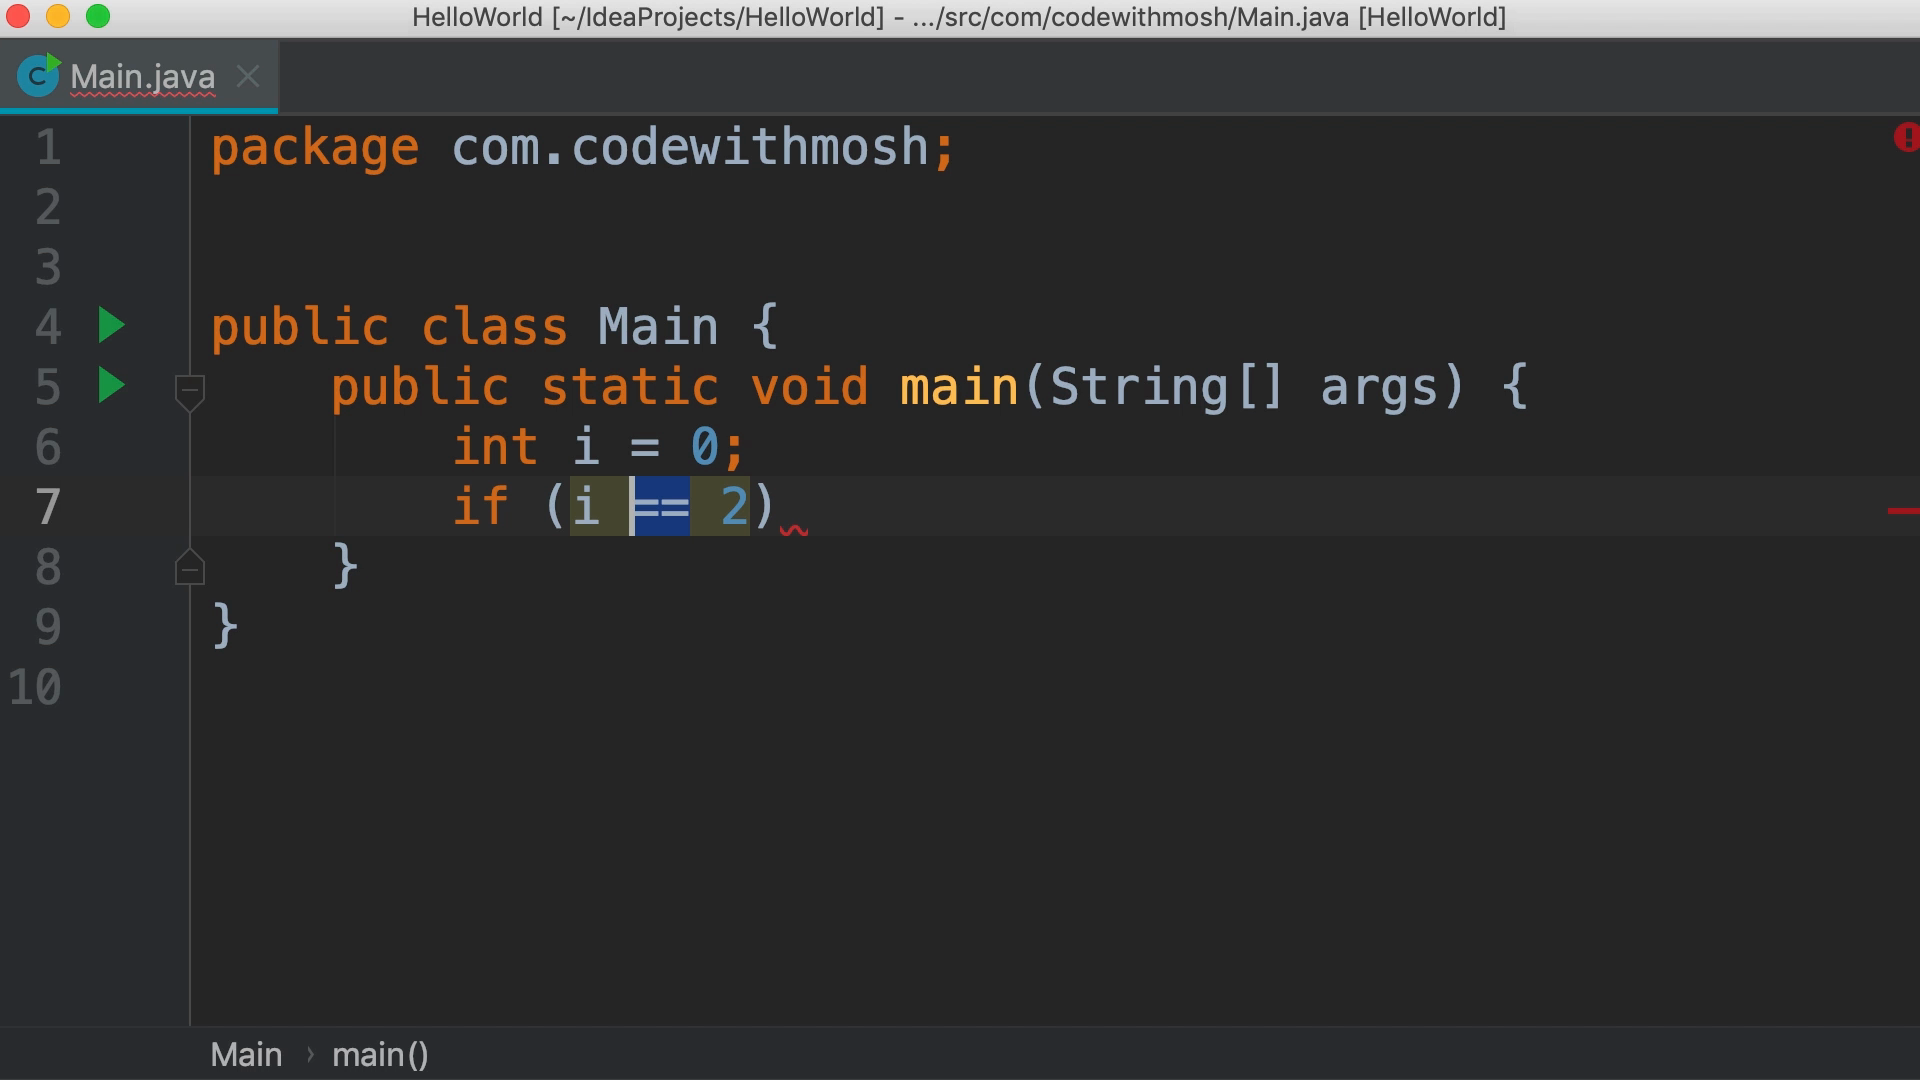 HelloWorld [~/IdeaProjects/HelloWorld] - .../src/com/codewithmosh/Main.java [HelloWorld]
Main.java
1 package com.codewithmosh;
2
3
4 public class Main {
5 public static void main(String[] args) {
6 int i = 0;
7 if (i == 2)
8 }
9 }
10
Main › main()